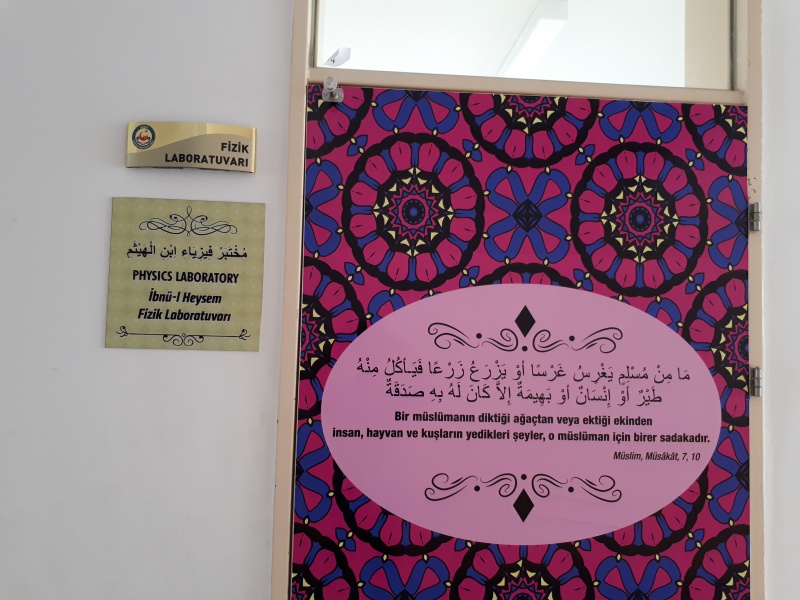 FİZİK
LABORATUVARI
مُخْتَبَرُ فِيزِيَاءِ اِبْنِ الْهَيْثَمِ
PHYSICS LABORATORY
İbnü-l Heysem
Fizik Laboratuvarı
مَا مِنْ مُسْلِمٍ يَغْرِسُ غَرْسًا أَوْ يَزْرَعُ زَرْعًا فَيَأْكُلُ مِنْهُ
طَيْرٌ أَوْ إِنْسَانٌ أَوْ بَهِيمَةٌ إِلاَّ كَانَ لَهُ بِهِ صَدَقَةٌ
Bir müslümanın diktiği ağaçtan veya ektiği ekinden
insan, hayvan ve kuşların yedikleri şeyler, o müslüman için birer sadakadır.
Müslim, Müsâkât, 7, 10